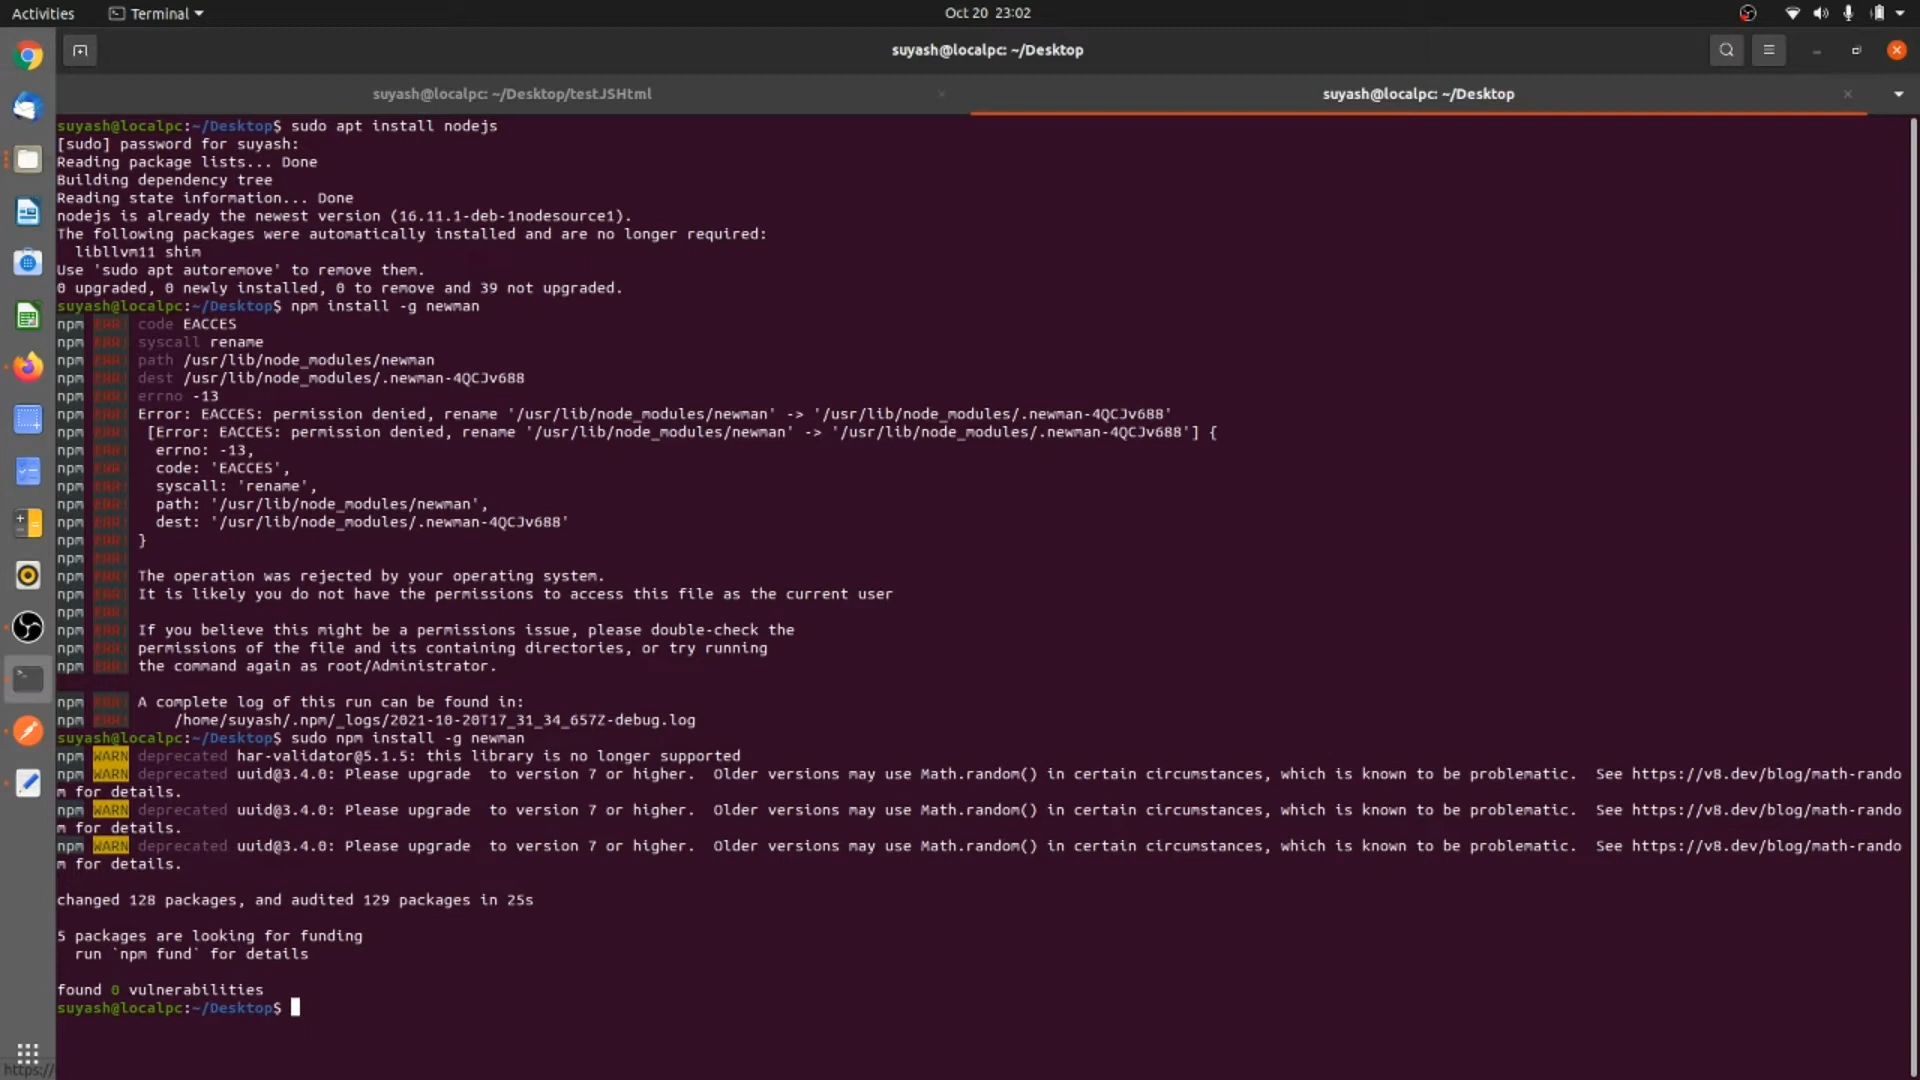 Activities
Terminal
Oct 20 23:02
suyash@localpc: ~/Desktop
suyash@localpc: ~/Desktop/testJSHtml
suyash@localpc: ~/Desktop
suyash@localpc:~/Desktop$ sudo apt install nodejs
[sudo] password for suyash:
Reading package lists... Done
Building dependency tree
Reading state information... Done
nodejs is already the newest version (16.11.1-deb-1nodesource1).
The following packages were automatically installed and are no longer required:
  libllvm11 shim
Use 'sudo apt autoremove' to remove them.
0 upgraded, 0 newly installed, 0 to remove and 39 not upgraded.
suyash@localpc:~/Desktop$ npm install -g newman
npm ERR! code EACCES
npm ERR! syscall rename
npm ERR! path /usr/lib/node_modules/newman
npm ERR! dest /usr/lib/node_modules/.newman-4QCJv688
npm ERR! errno -13
npm ERR! Error: EACCES: permission denied, rename '/usr/lib/node_modules/newman' -> '/usr/lib/node_modules/.newman-4QCJv688'
npm ERR!  [Error: EACCES: permission denied, rename '/usr/lib/node_modules/newman' -> '/usr/lib/node_modules/.newman-4QCJv688'] {
npm ERR!   errno: -13,
npm ERR!   code: 'EACCES',
npm ERR!   syscall: 'rename',
npm ERR!   path: '/usr/lib/node_modules/newman',
npm ERR!   dest: '/usr/lib/node_modules/.newman-4QCJv688'
npm ERR! }
npm ERR!
npm ERR! The operation was rejected by your operating system.
npm ERR! It is likely you do not have the permissions to access this file as the current user
npm ERR!
npm ERR! If you believe this might be a permissions issue, please double-check the
npm ERR! permissions of the file and its containing directories, or try running
npm ERR! the command again as root/Administrator.
npm ERR! A complete log of this run can be found in:
npm ERR!     /home/suyash/.npm/_logs/2021-10-20T17_31_34_657Z-debug.log
suyash@localpc:~/Desktop$ sudo npm install -g newman
npm WARN deprecated har-validator@5.1.5: this library is no longer supported
npm WARN deprecated uuid@3.4.0: Please upgrade  to version 7 or higher.  Older versions may use Math.random() in certain circumstances, which is known to be problematic.  See https://v8.dev/blog/math-rando
m for details.
npm WARN deprecated uuid@3.4.0: Please upgrade  to version 7 or higher.  Older versions may use Math.random() in certain circumstances, which is known to be problematic.  See https://v8.dev/blog/math-rando
m for details.
npm WARN deprecated uuid@3.4.0: Please upgrade  to version 7 or higher.  Older versions may use Math.random() in certain circumstances, which is known to be problematic.  See https://v8.dev/blog/math-rando
m for details.
changed 128 packages, and audited 129 packages in 25s
5 packages are looking for funding
  run `npm fund` for details
found 0 vulnerabilities
suyash@localpc:~/Desktop$
https://